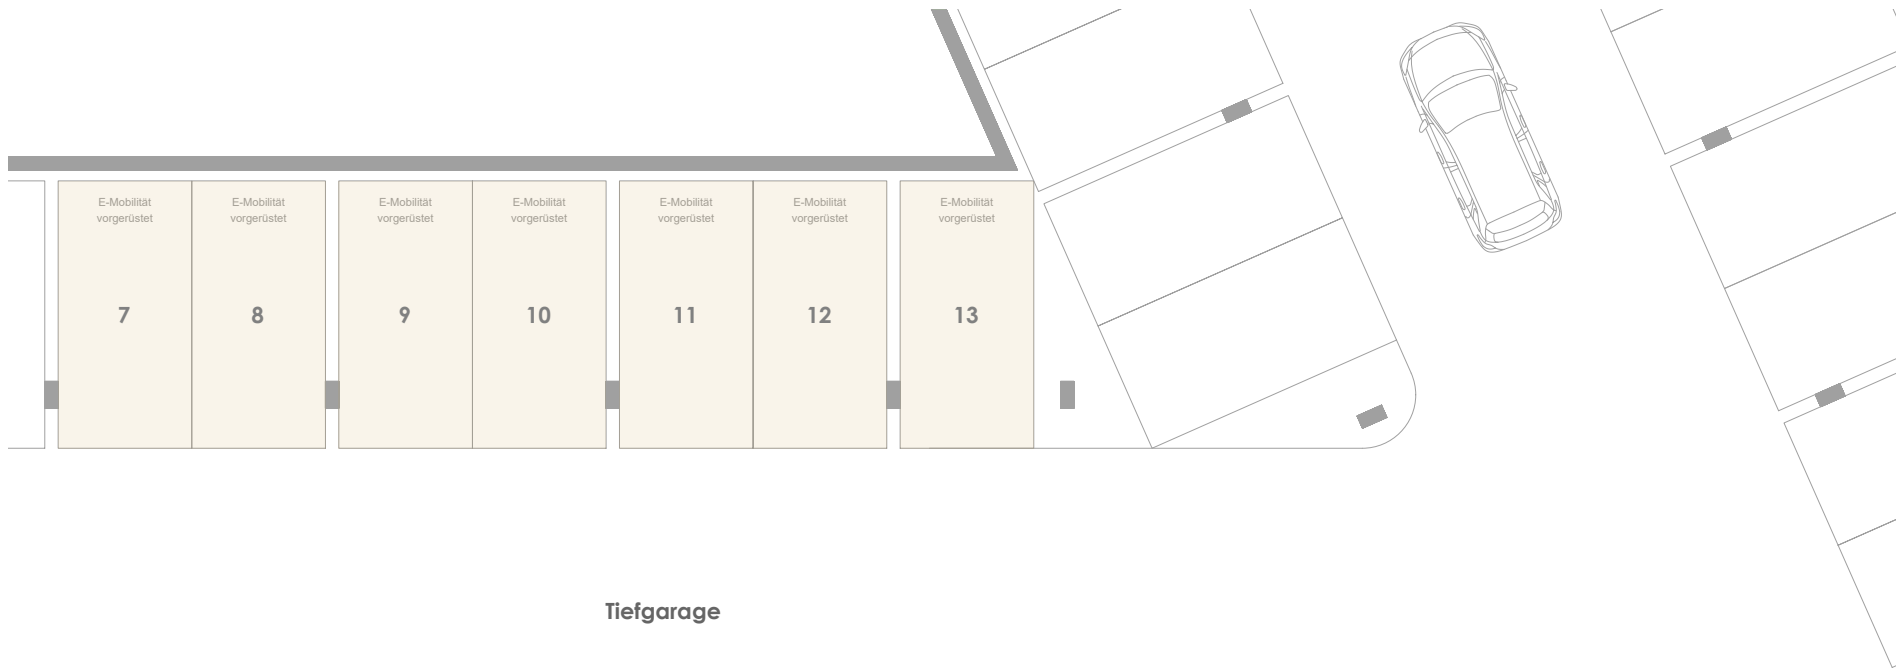 E-Mobilität
vorgerüstet
E-Mobilität
vorgerüstet
E-Mobilität
vorgerüstet
E-Mobilität
vorgerüstet
E-Mobilität
vorgerüstet
E-Mobilität
vorgerüstet
E-Mobilität
vorgerüstet
7
8
9
10
11
12
13
Tiefgarage